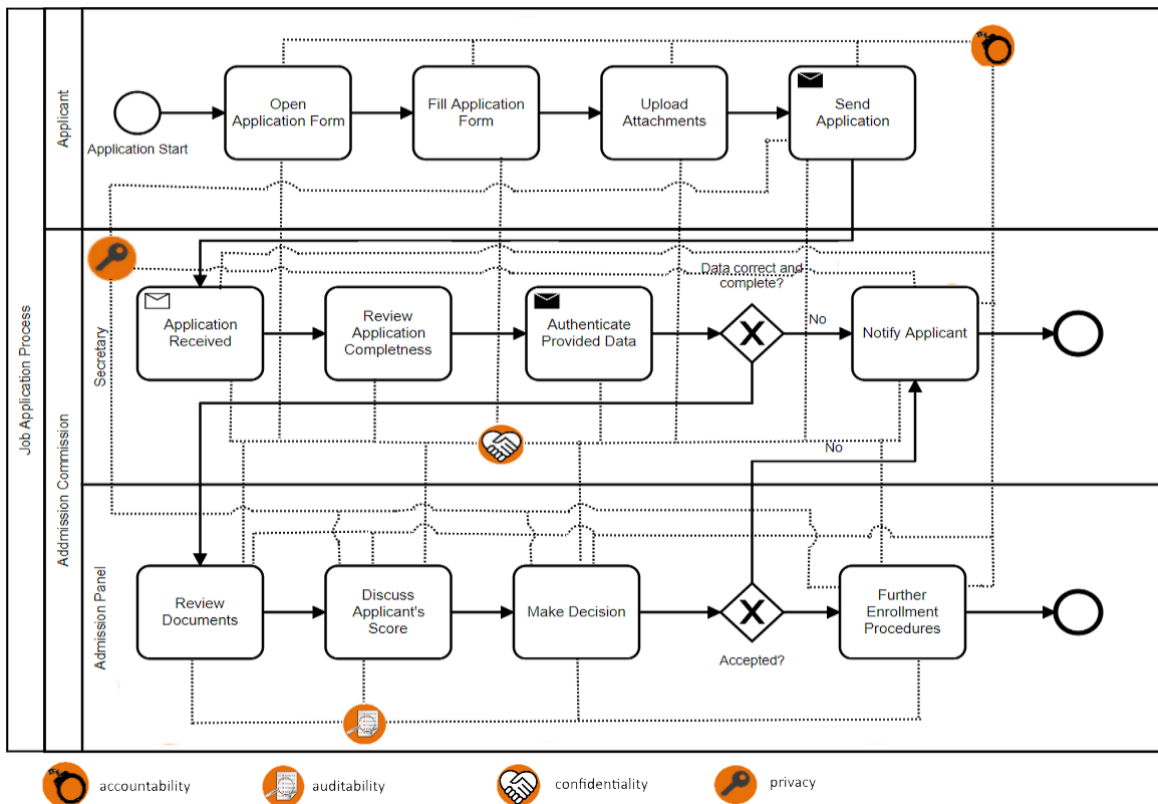 Job Application Process
Applicant
Application Start
Open
Application Form
Fill Application
Form
Upload
Attachments
Send
Application
Addmission Commission
Secretary
Application
Received
Review
Application
Completness
Authenticate
Provided Data
Data correct and
complete?
No
Notify Applicant
No
Admission Panel
Review
Documents
Discuss
Applicant's
Score
Make Decision
Accepted?
Further
Enrollment
Procedures
accountability
auditability
confidentiality
privacy